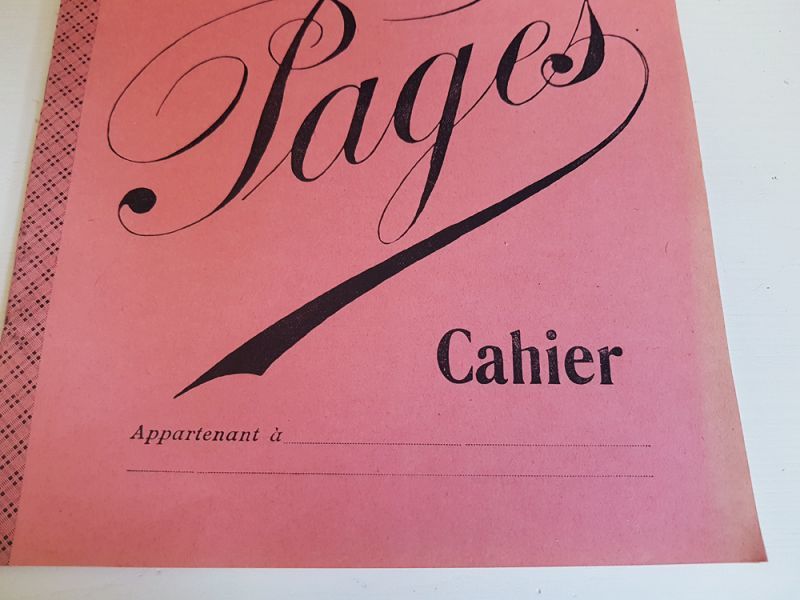 Pages
Cahier
Appartenant à